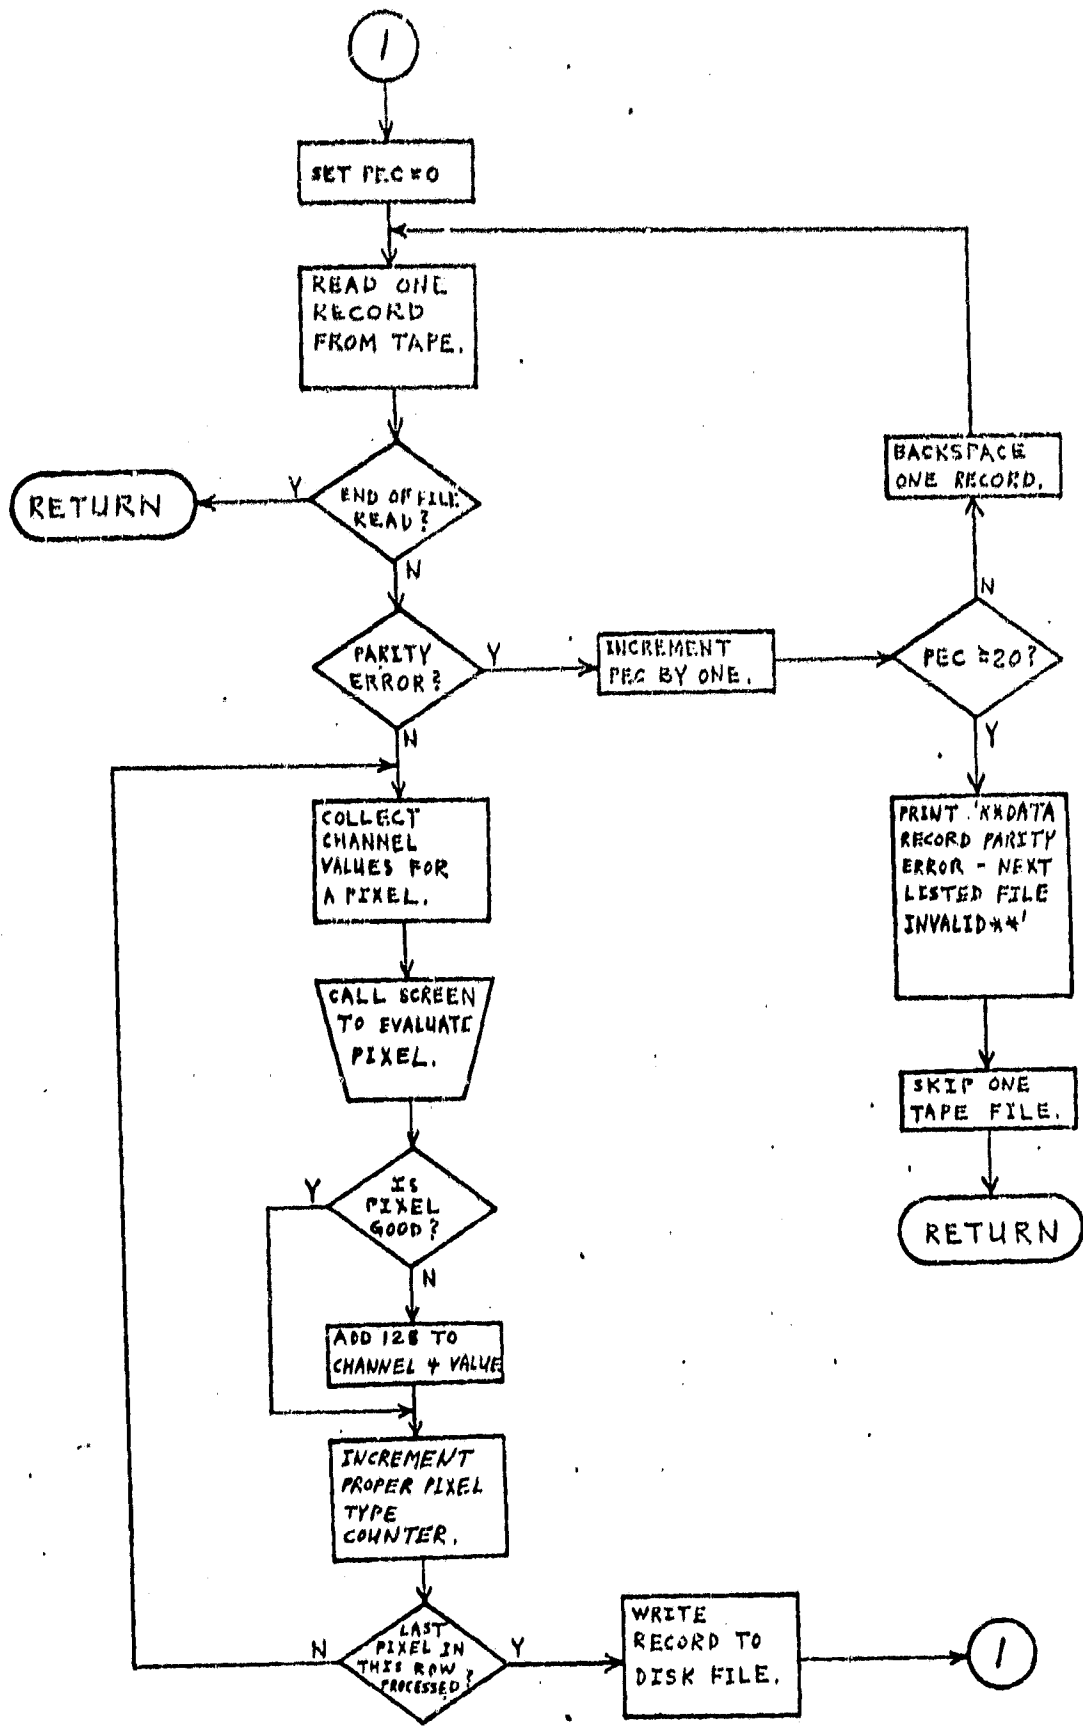 1
SET PEC=0
READ ONE
RECORD
FROM TAPE.
END OF FILE
READ?
Y
RETURN
N
PARITY
ERROR?
Y
INCREMENT
PEC BY ONE.
PEC =20?
N
BACKSPACE
ONE RECORD.
Y
PRINT '**DATA
RECORD PARITY
ERROR - NEXT
LISTED FILE
INVALID**'
SKIP ONE
TAPE FILE.
RETURN
N
COLLECT
CHANNEL
VALUES FOR
A PIXEL.
CALL SCREEN
TO EVALUATE
PIXEL.
IS
PIXEL
GOOD?
Y
N
ADD 128 TO
CHANNEL 4 VALUE
INCREMENT
PROPER PIXEL
TYPE
COUNTER.
LAST
PIXEL IN
THIS ROW
PROCESSED?
N
Y
WRITE
RECORD TO
DISK FILE.
1